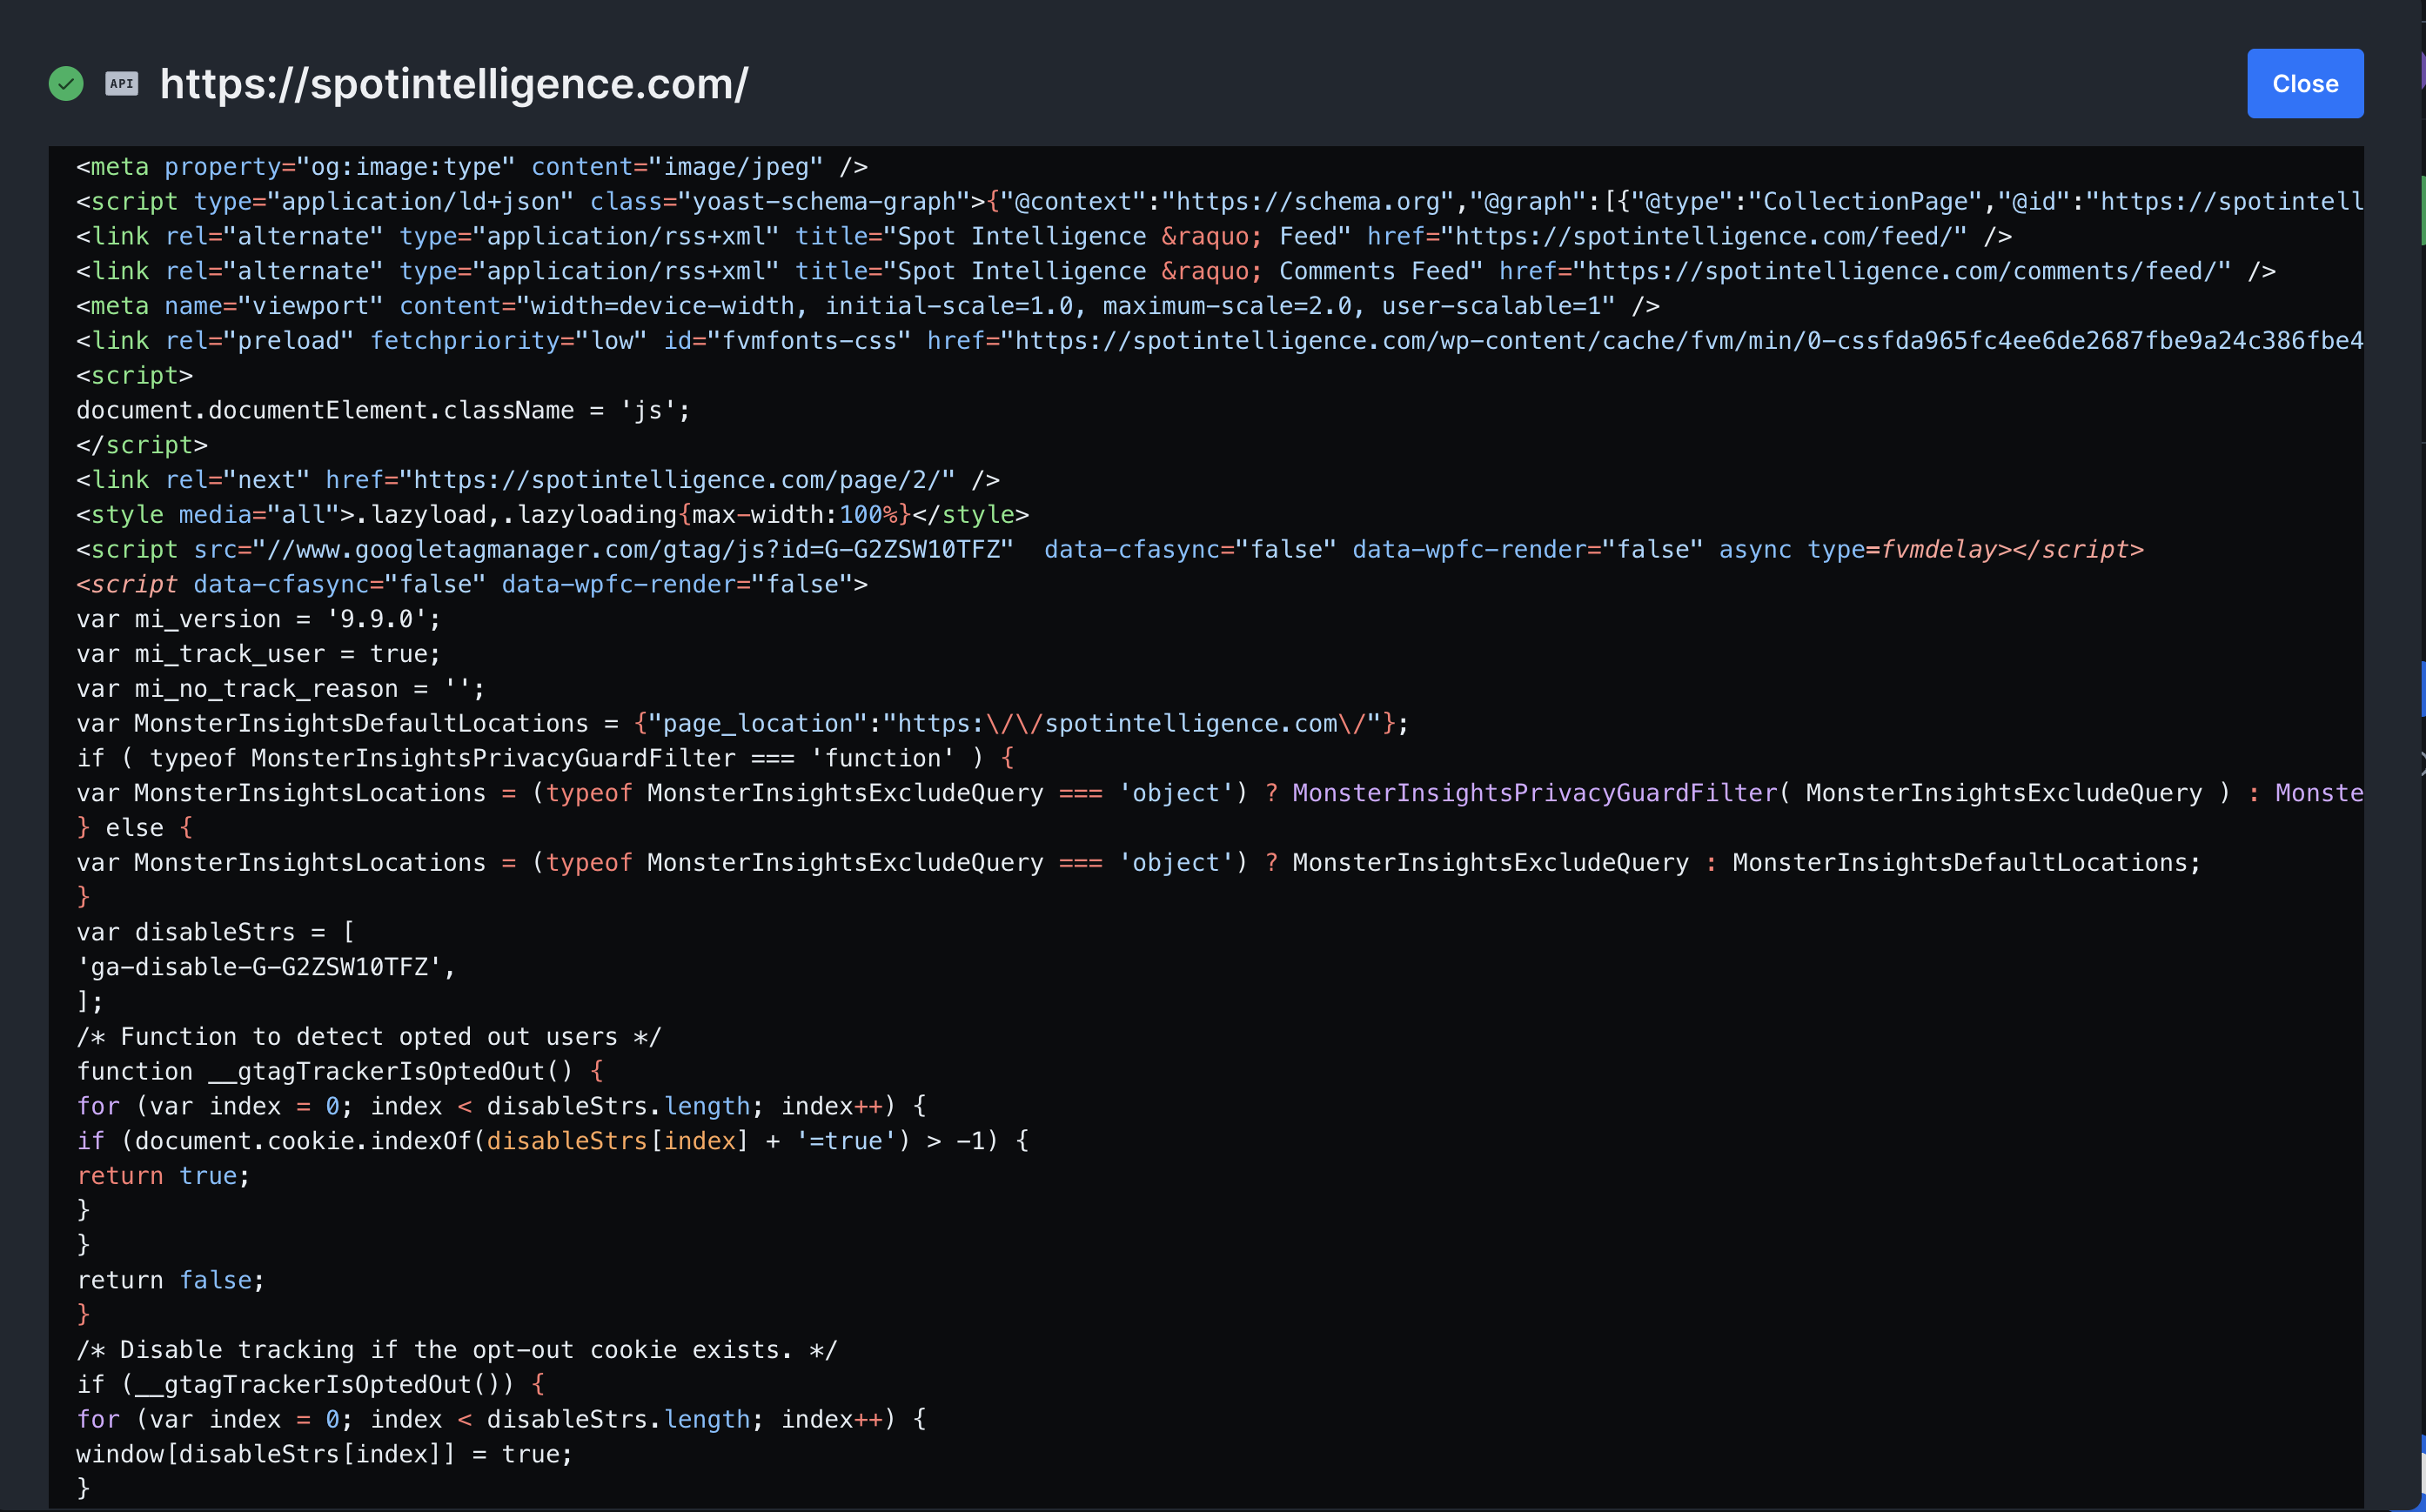 API https://spotintelligence.com/ Close
<meta property="og:image:type" content="image/jpeg" />
<script type="application/ld+json" class="yoast-schema-graph">{"@context":"https://schema.org","@graph":[{"@type":"CollectionPage","@id":"https://spotintell
<link rel="alternate" type="application/rss+xml" title="Spot Intelligence &raquo; Feed" href="https://spotintelligence.com/feed/" />
<link rel="alternate" type="application/rss+xml" title="Spot Intelligence &raquo; Comments Feed" href="https://spotintelligence.com/comments/feed/" />
<meta name="viewport" content="width=device-width, initial-scale=1.0, maximum-scale=2.0, user-scalable=1" />
<link rel="preload" fetchpriority="low" id="fvmfonts-css" href="https://spotintelligence.com/wp-content/cache/fvm/min/0-cssfda965fc4ee6de2687fbe9a24c386fbe4
<script>
document.documentElement.className = 'js';
</script>
<link rel="next" href="https://spotintelligence.com/page/2/" />
<style media="all">.lazyload,.lazyloading{max-width:100%}</style>
<script src="//www.googletagmanager.com/gtag/js?id=G-G2ZSW10TFZ"  data-cfasync="false" data-wpfc-render="false" async type=fvmdelay></script>
<script data-cfasync="false" data-wpfc-render="false">
var mi_version = '9.9.0';
var mi_track_user = true;
var mi_no_track_reason = '';
var MonsterInsightsDefaultLocations = {"page_location":"https:\/\/spotintelligence.com\/"};
if ( typeof MonsterInsightsPrivacyGuardFilter === 'function' ) {
var MonsterInsightsLocations = (typeof MonsterInsightsExcludeQuery === 'object') ? MonsterInsightsPrivacyGuardFilter( MonsterInsightsExcludeQuery ) : Monste
} else {
var MonsterInsightsLocations = (typeof MonsterInsightsExcludeQuery === 'object') ? MonsterInsightsExcludeQuery : MonsterInsightsDefaultLocations;
}
var disableStrs = [
'ga-disable-G-G2ZSW10TFZ',
];
/* Function to detect opted out users */
function __gtagTrackerIsOptedOut() {
for (var index = 0; index < disableStrs.length; index++) {
if (document.cookie.indexOf(disableStrs[index] + '=true') > -1) {
return true;
}
}
return false;
}
/* Disable tracking if the opt-out cookie exists. */
if (__gtagTrackerIsOptedOut()) {
for (var index = 0; index < disableStrs.length; index++) {
window[disableStrs[index]] = true;
}